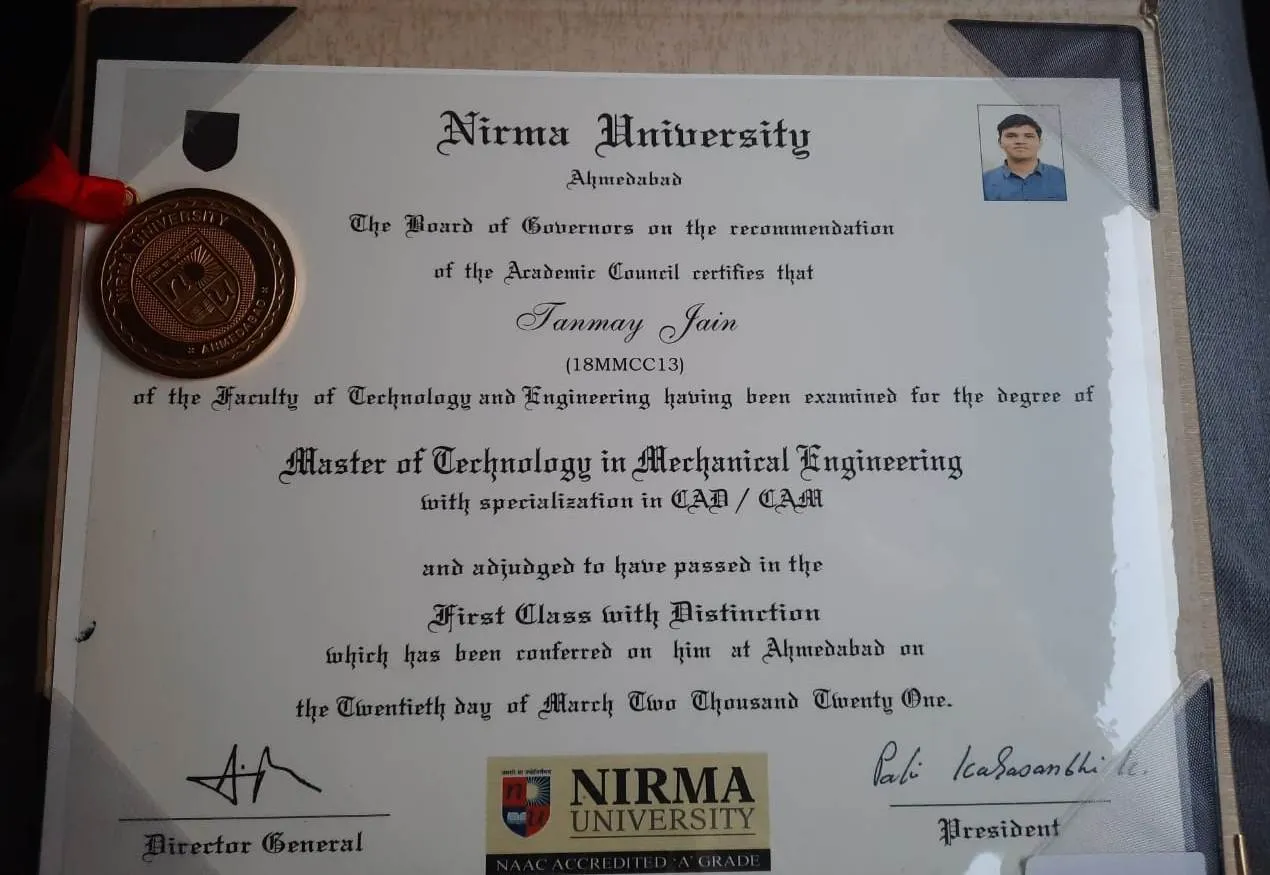 Nirma University
Ahmedabad
The Board of Governors on the recommendation
of the Academic Council certifies that
Tanmay Jain
(18MMCC13)
of the Faculty of Technology and Engineering having been examined for the degree of
Master of Technology in Mechanical Engineering
with specialization in CAD / CAM
and adjudged to have passed in the
First Class with Distinction
which has been conferred on him at Ahmedabad on
the Twentieth day of March Two Thousand Twenty One.
NIRMA UNIVERSITY
AHMEDABAD
Director General
President
nu
NIRMA
UNIVERSITY
NAAC ACCREDITED 'A' GRADE